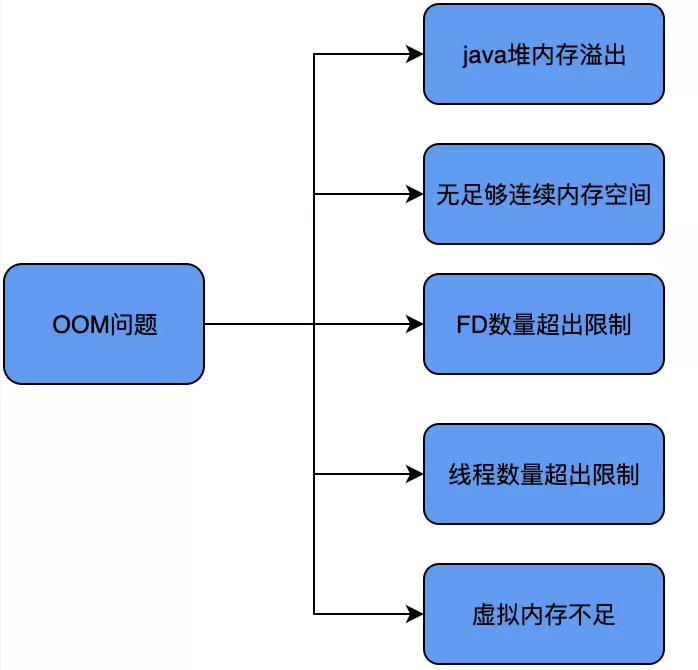 java堆内存溢出
无足够连续内存空间
OOM问题
FD数量超出限制
线程数量超出限制
虚拟内存不足